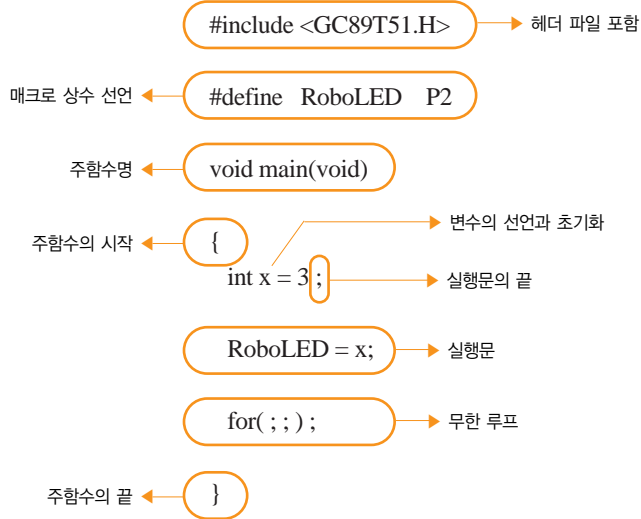 #include <GC89T51.H> 헤더 파일 포함
매크로 상수 선언 #define RoboLED P2
주함수명 void main(void)
변수의 선언과 초기화
주함수의 시작 {
int x = 3 ; 실행문의 끝
RoboLED = x; 실행문
for( ; ; ) ; 무한 루프
주함수의 끝 }